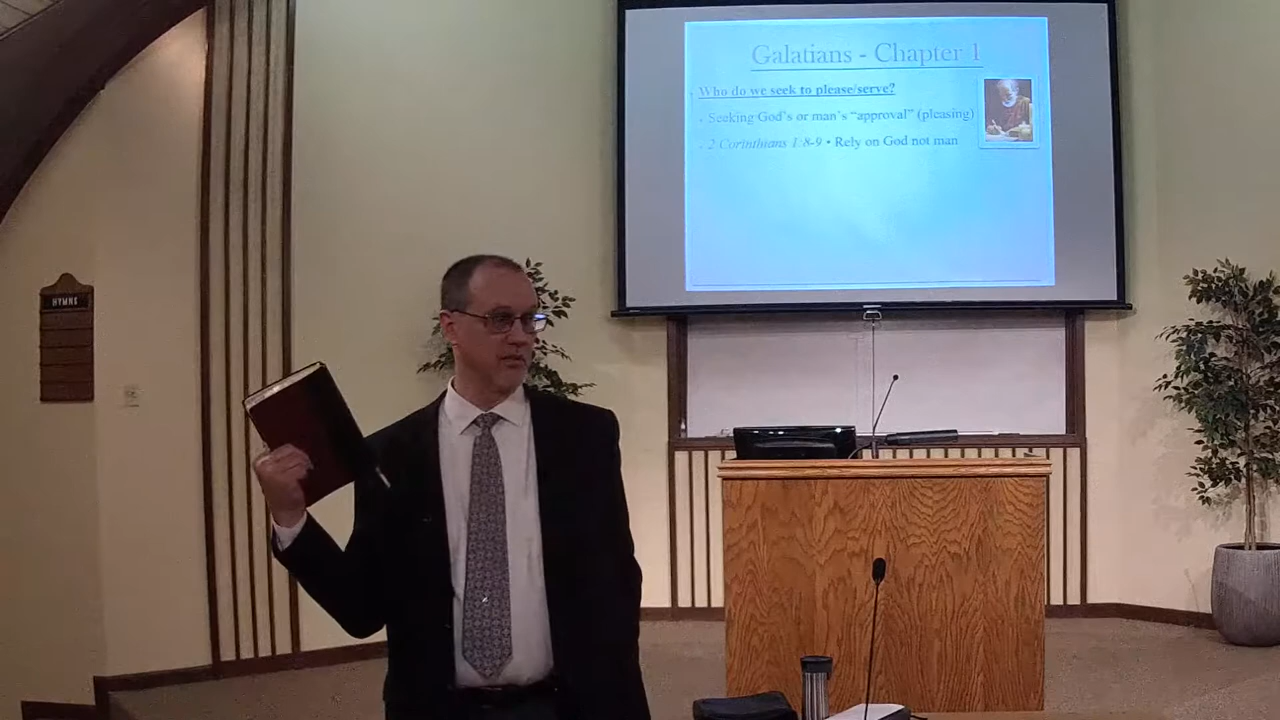 Galatians - Chapter 1
Who do we seek to please/serve?
Seeking God's or man's "approval" (pleasing)
2 Corinthians 1:8-9 • Rely on God not man
HYMNS